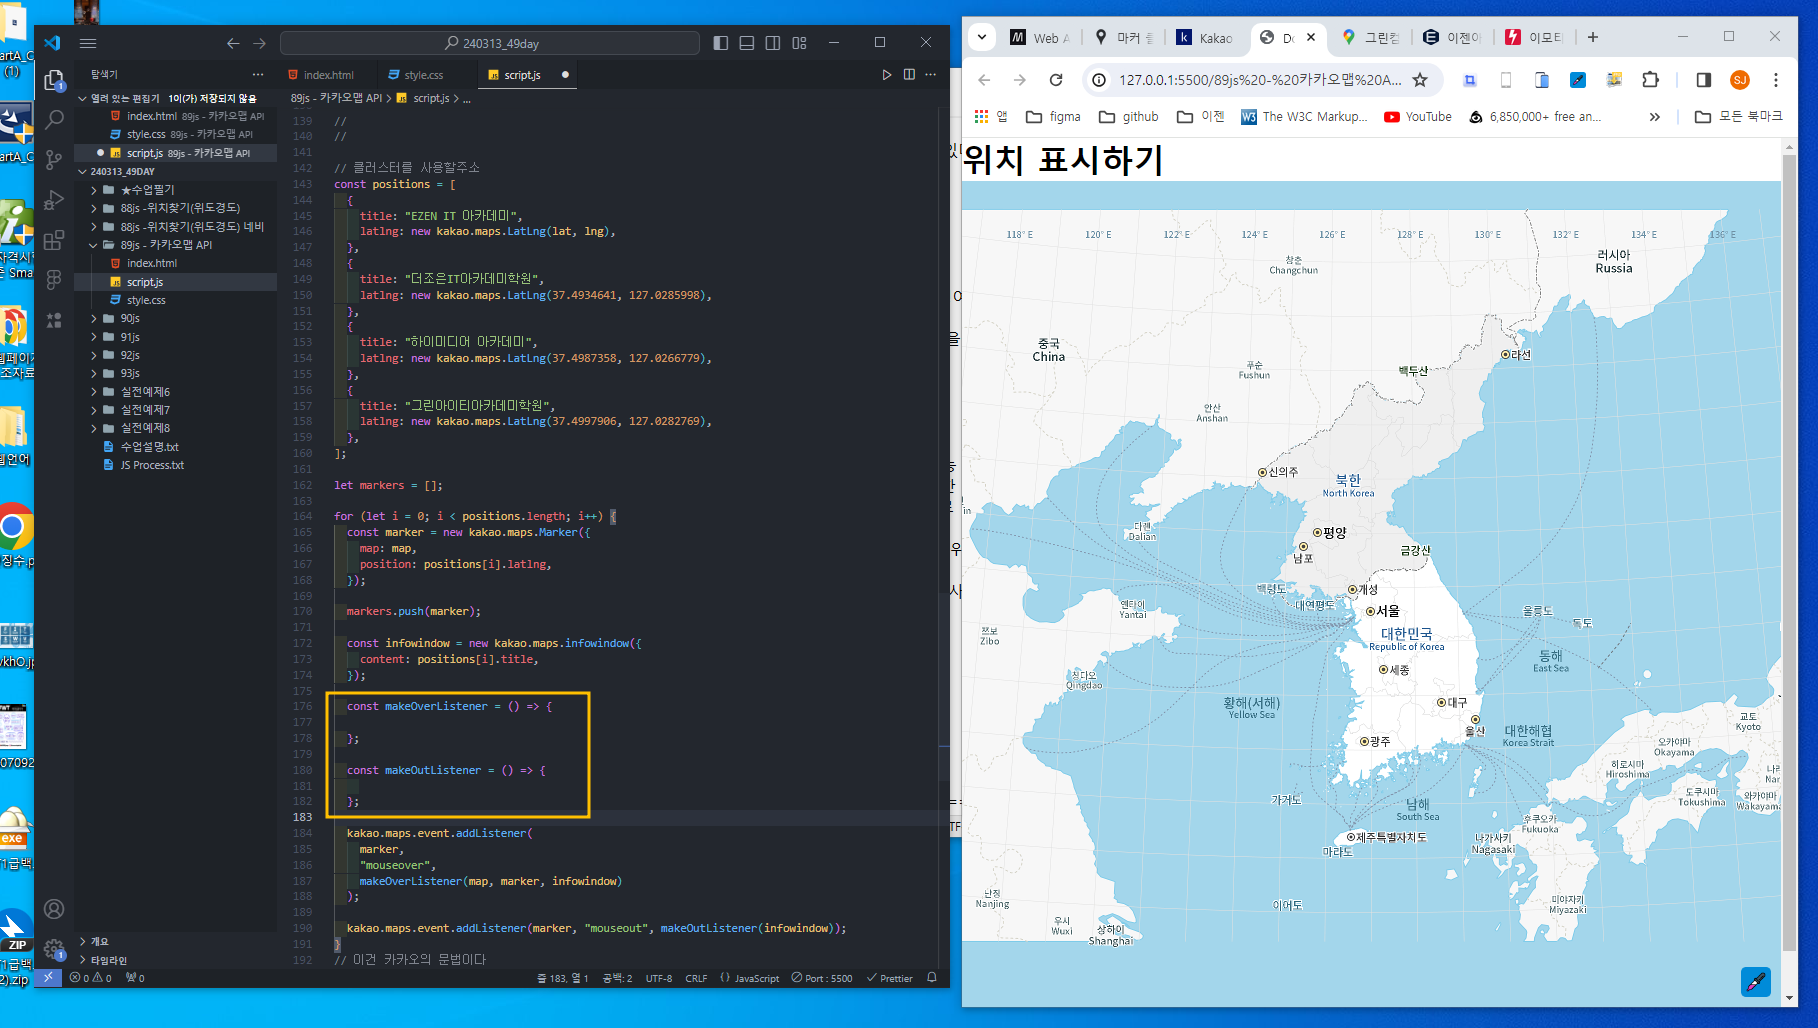 240313_49day
탐색기
열려 있는 편집기 1이(가) 저장되지 않음
index.html 89js - 카카오맵 API
style.css 89js - 카카오맵 API
script.js 89js - 카카오맵 API
240313_49DAY
★수업필기
88js -위치찾기(위도경도)
88js -위치찾기(위도경도) 네비
89js - 카카오맵 API
index.html
script.js
style.css
90js
91js
92js
93js
실전예제6
실전예제7
실전예제8
수업설명.txt
JS Process.txt
개요
타임라인
index.html
style.css
script.js
89js - 카카오맵 API > script.js > ...
139 //
140 //
141
142 // 클러스터를 사용할주소
143 const positions = [
144 {
145 title: "EZEN IT 아카데미",
146 latlng: new kakao.maps.LatLng(lat, lng),
147 },
148 {
149 title: "더조은IT아카데미학원",
150 latlng: new kakao.maps.LatLng(37.4934641, 127.0285998),
151 },
152 {
153 title: "하이미디어 아카데미",
154 latlng: new kakao.maps.LatLng(37.4987358, 127.0266779),
155 },
156 {
157 title: "그린아이티아카데미학원",
158 latlng: new kakao.maps.LatLng(37.4997906, 127.0282769),
159 },
160 ];
161
162 let markers = [];
163
164 for (let i = 0; i < positions.length; i++) {
165 const marker = new kakao.maps.Marker({
166 map: map,
167 position: positions[i].latlng,
168 });
169
170 markers.push(marker);
171
172 const infowindow = new kakao.maps.infowindow({
173 content: positions[i].title,
174 });
175
176 const makeOverListener = () => {
177
178 };
179
180 const makeOutListener = () => {
181
182 };
183
184 kakao.maps.event.addListener(
185 marker,
186 "mouseover",
187 makeOverListener(map, marker, infowindow)
188 );
189
190 kakao.maps.event.addListener(marker, "mouseout", makeOutListener(infowindow));
191 }
192 // 이건 카카오의 문법이다
0 0 0
줄 183, 열 1 공백: 2 UTF-8 CRLF {} JavaScript Port : 5500 Prettier
Web A
마커 클
Kakao
Do
그린컴
이젠아
이모티
127.0.0.1:5500/89js%20-%20카카오맵%20A...
SJ
앱 figma github 이젠 The W3C Markup... YouTube 6,850,000+ free an... » 모든 북마크
위치 표시하기
118° E 120° E 122° E 124° E 126° E 128° E 130° E 132° E 134° E 136° E
러시아
Russia
창춘
Changchun
중국
China
라선
푸순
Fushun
백두산
안산
Anshan
신의주
북한
North Korea
다롄
Dalian
평양
남포
금강산
백령도
개성
대연평도
옌타이
Yantai
서울
울릉도
독도
쯔보
Zibo
대한민국
Republic of Korea
동해
East Sea
세종
칭다오
Qingdao
황해(서해)
Yellow Sea
대구
울산
광주
대한해협
Korea Strait
교토
Kyoto
오카야마
Okayama
히로시마
Hiroshima
나라
Nar
도쿠시마
Tokushima
와카야마
Wakayama
가거도
남해
South Sea
후쿠오카
Fukuoka
나가사키
Nagasaki
제주특별자치도
마라도
난징
Nanjing
이어도
미야자키
Miyazaki
우시
Wuxi
상하이
Shanghai
ZIP
exe